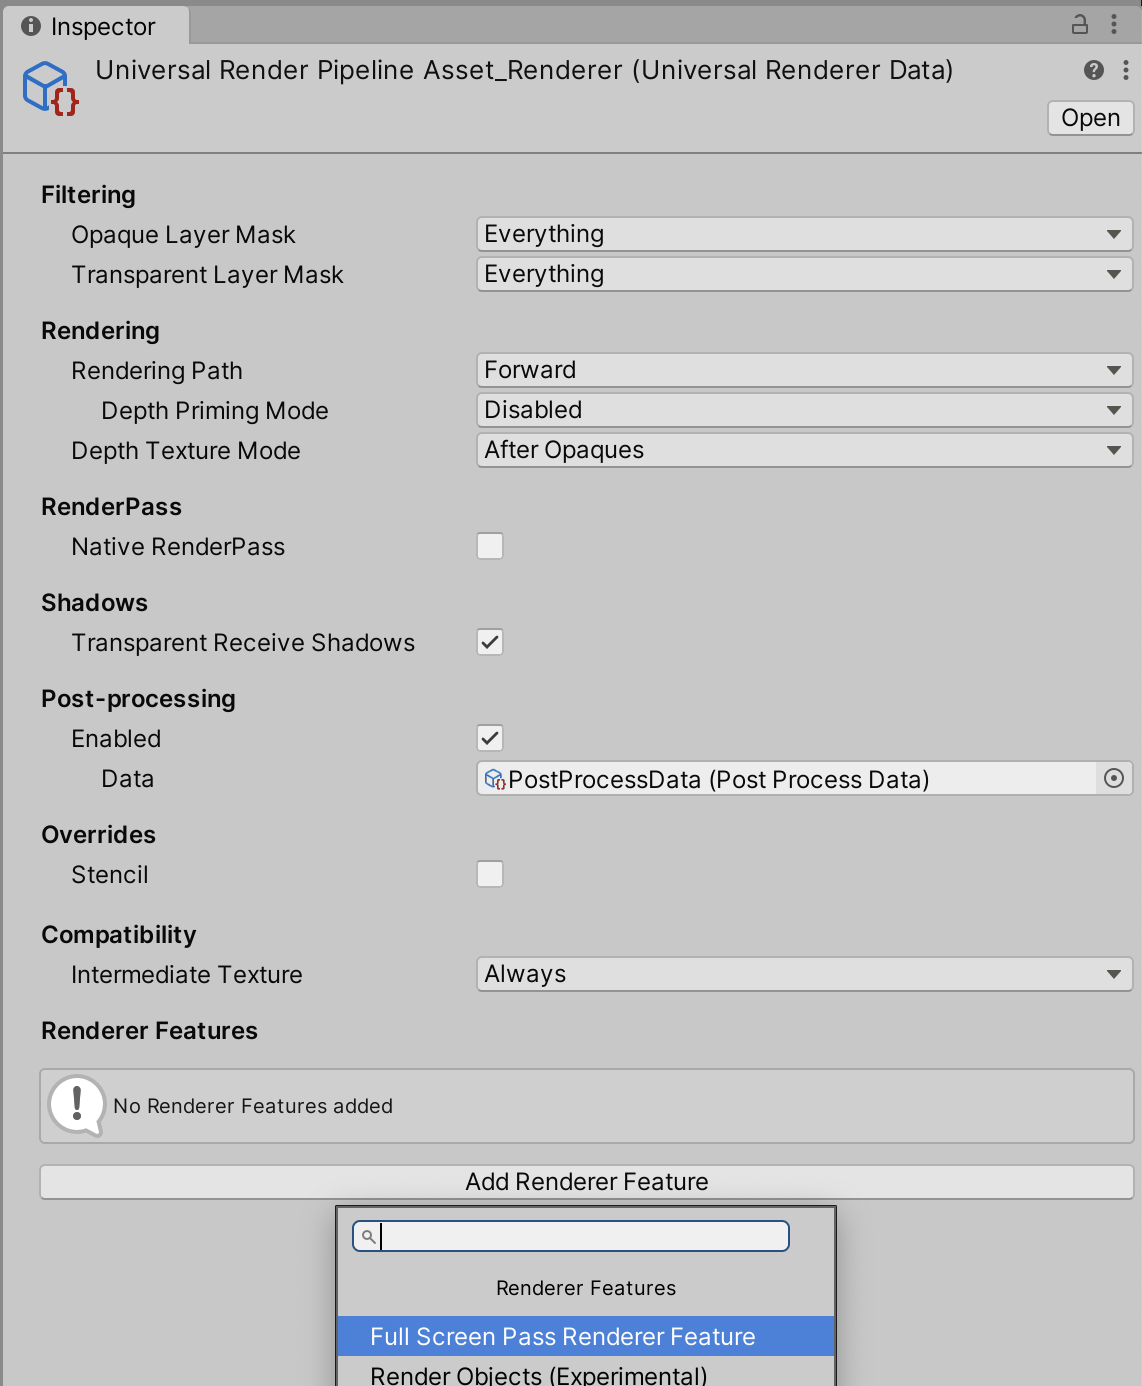 Inspector
Universal Render Pipeline Asset_Renderer (Universal Renderer Data)
Open
Filtering
Opaque Layer Mask Everything
Transparent Layer Mask Everything
Rendering
Rendering Path Forward
Depth Priming Mode Disabled
Depth Texture Mode After Opaques
RenderPass
Native RenderPass
Shadows
Transparent Receive Shadows
Post-processing
Enabled
Data PostProcessData (Post Process Data)
Overrides
Stencil
Compatibility
Intermediate Texture Always
Renderer Features
No Renderer Features added
Add Renderer Feature
Renderer Features
Full Screen Pass Renderer Feature
Render Objects (Experimental)